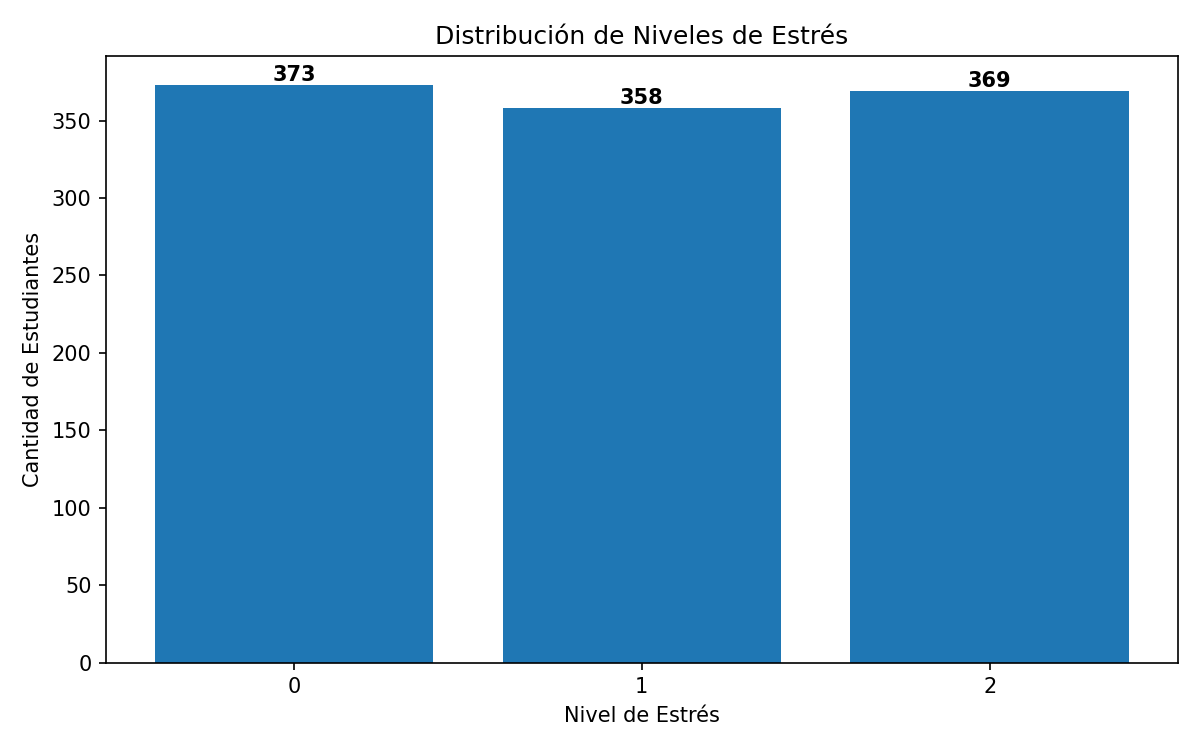 Distribución de Niveles de Estrés
373
358
369
350
300
250
200
150
100
50
0
Cantidad de Estudiantes
0 1 2
Nivel de Estrés